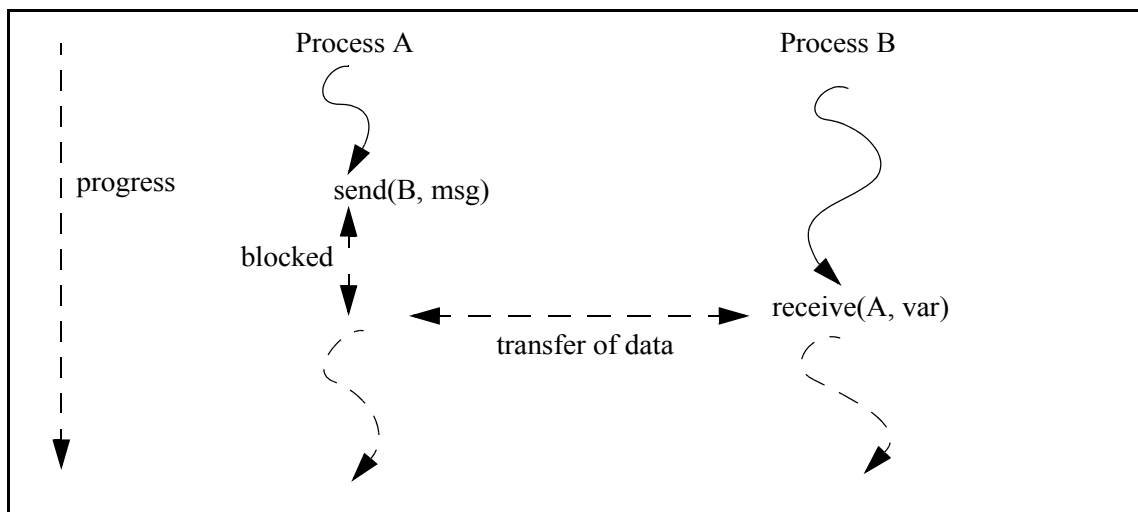 Process A
Process B
progress
send(B, msg)
blocked
receive(A, var)
transfer of data